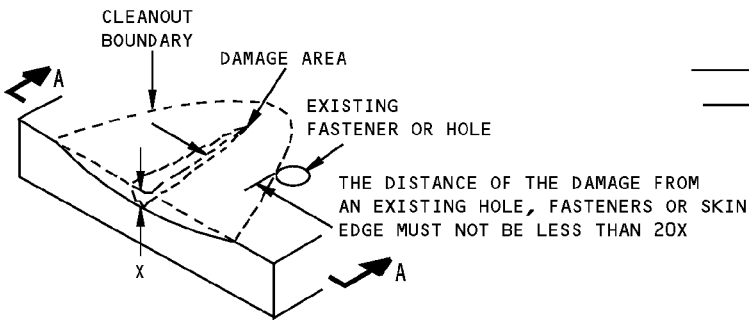 CLEANOUT
BOUNDARY
DAMAGE AREA
A
EXISTING
FASTENER OR HOLE
THE DISTANCE OF THE DAMAGE FROM
AN EXISTING HOLE, FASTENERS OR SKIN
EDGE MUST NOT BE LESS THAN 20X
X
A